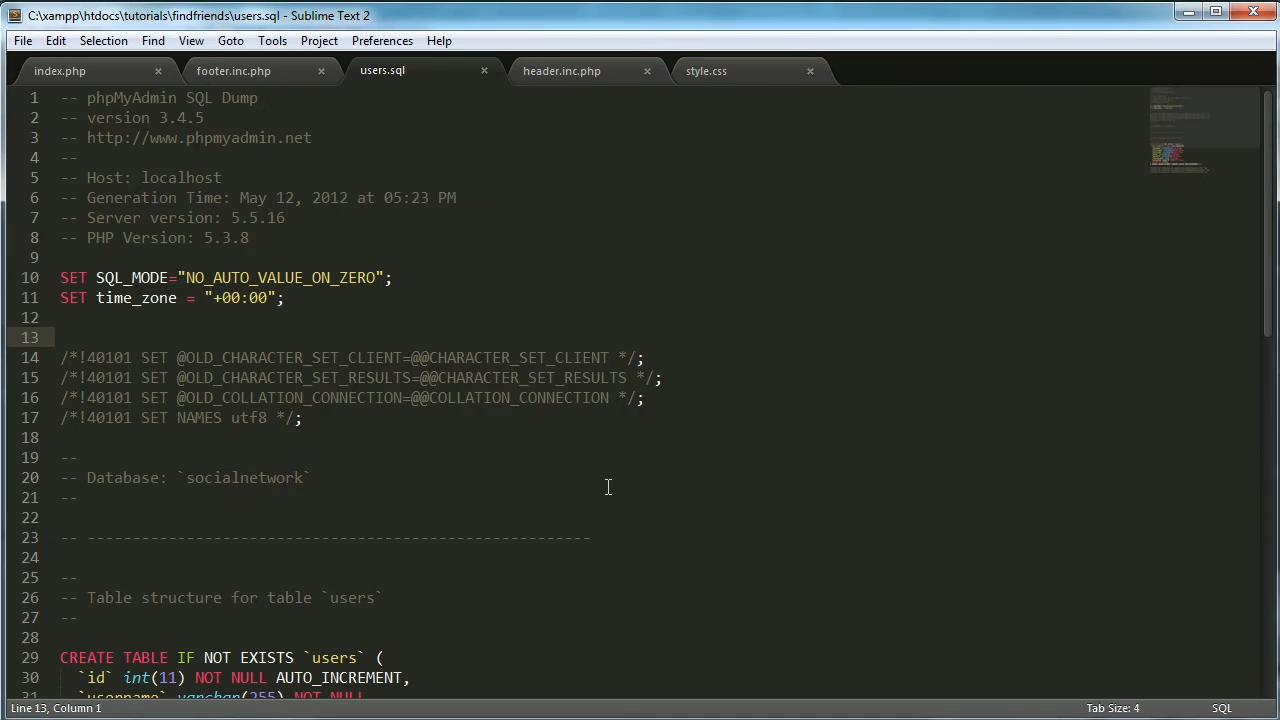 C:\xampp\htdocs\tutorials\findfriends\users.sql - Sublime Text 2
File Edit Selection Find View Goto Tools Project Preferences Help
index.php × footer.inc.php × users.sql × header.inc.php × style.css ×
1 -- phpMyAdmin SQL Dump
2 -- version 3.4.5
3 -- http://www.phpmyadmin.net
4 --
5 -- Host: localhost
6 -- Generation Time: May 12, 2012 at 05:23 PM
7 -- Server version: 5.5.16
8 -- PHP Version: 5.3.8
9
10 SET SQL_MODE="NO_AUTO_VALUE_ON_ZERO";
11 SET time_zone = "+00:00";
12
13
14 /*!40101 SET @OLD_CHARACTER_SET_CLIENT=@@CHARACTER_SET_CLIENT */;
15 /*!40101 SET @OLD_CHARACTER_SET_RESULTS=@@CHARACTER_SET_RESULTS */;
16 /*!40101 SET @OLD_COLLATION_CONNECTION=@@COLLATION_CONNECTION */;
17 /*!40101 SET NAMES utf8 */;
18
19 --
20 -- Database: `socialnetwork`
21 --
22
23 -- --------------------------------------------------------
24
25 --
26 -- Table structure for table `users`
27 --
28
29 CREATE TABLE IF NOT EXISTS `users` (
30 `id` int(11) NOT NULL AUTO_INCREMENT,
31 `username` varchar(255) NOT NULL
Line 13, Column 1 Tab Size: 4 SQL